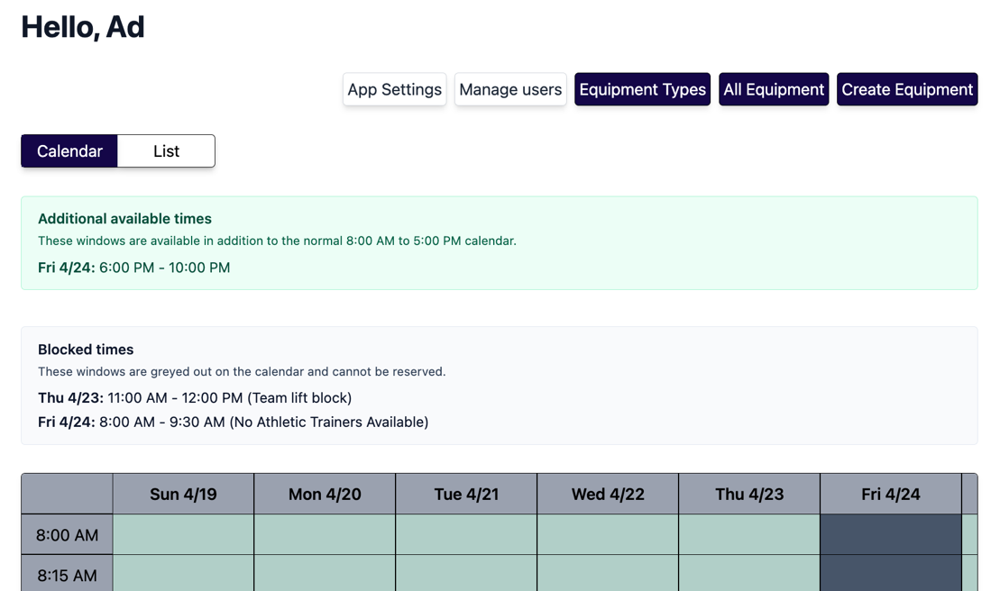 Hello, Ad
App Settings Manage users Equipment Types All Equipment Create Equipment
Calendar List
Additional available times
These windows are available in addition to the normal 8:00 AM to 5:00 PM calendar.
Fri 4/24: 6:00 PM - 10:00 PM
Blocked times
These windows are greyed out on the calendar and cannot be reserved.
Thu 4/23: 11:00 AM - 12:00 PM (Team lift block)
Fri 4/24: 8:00 AM - 9:30 AM (No Athletic Trainers Available)
Sun 4/19 Mon 4/20 Tue 4/21 Wed 4/22 Thu 4/23 Fri 4/24
8:00 AM
8:15 AM